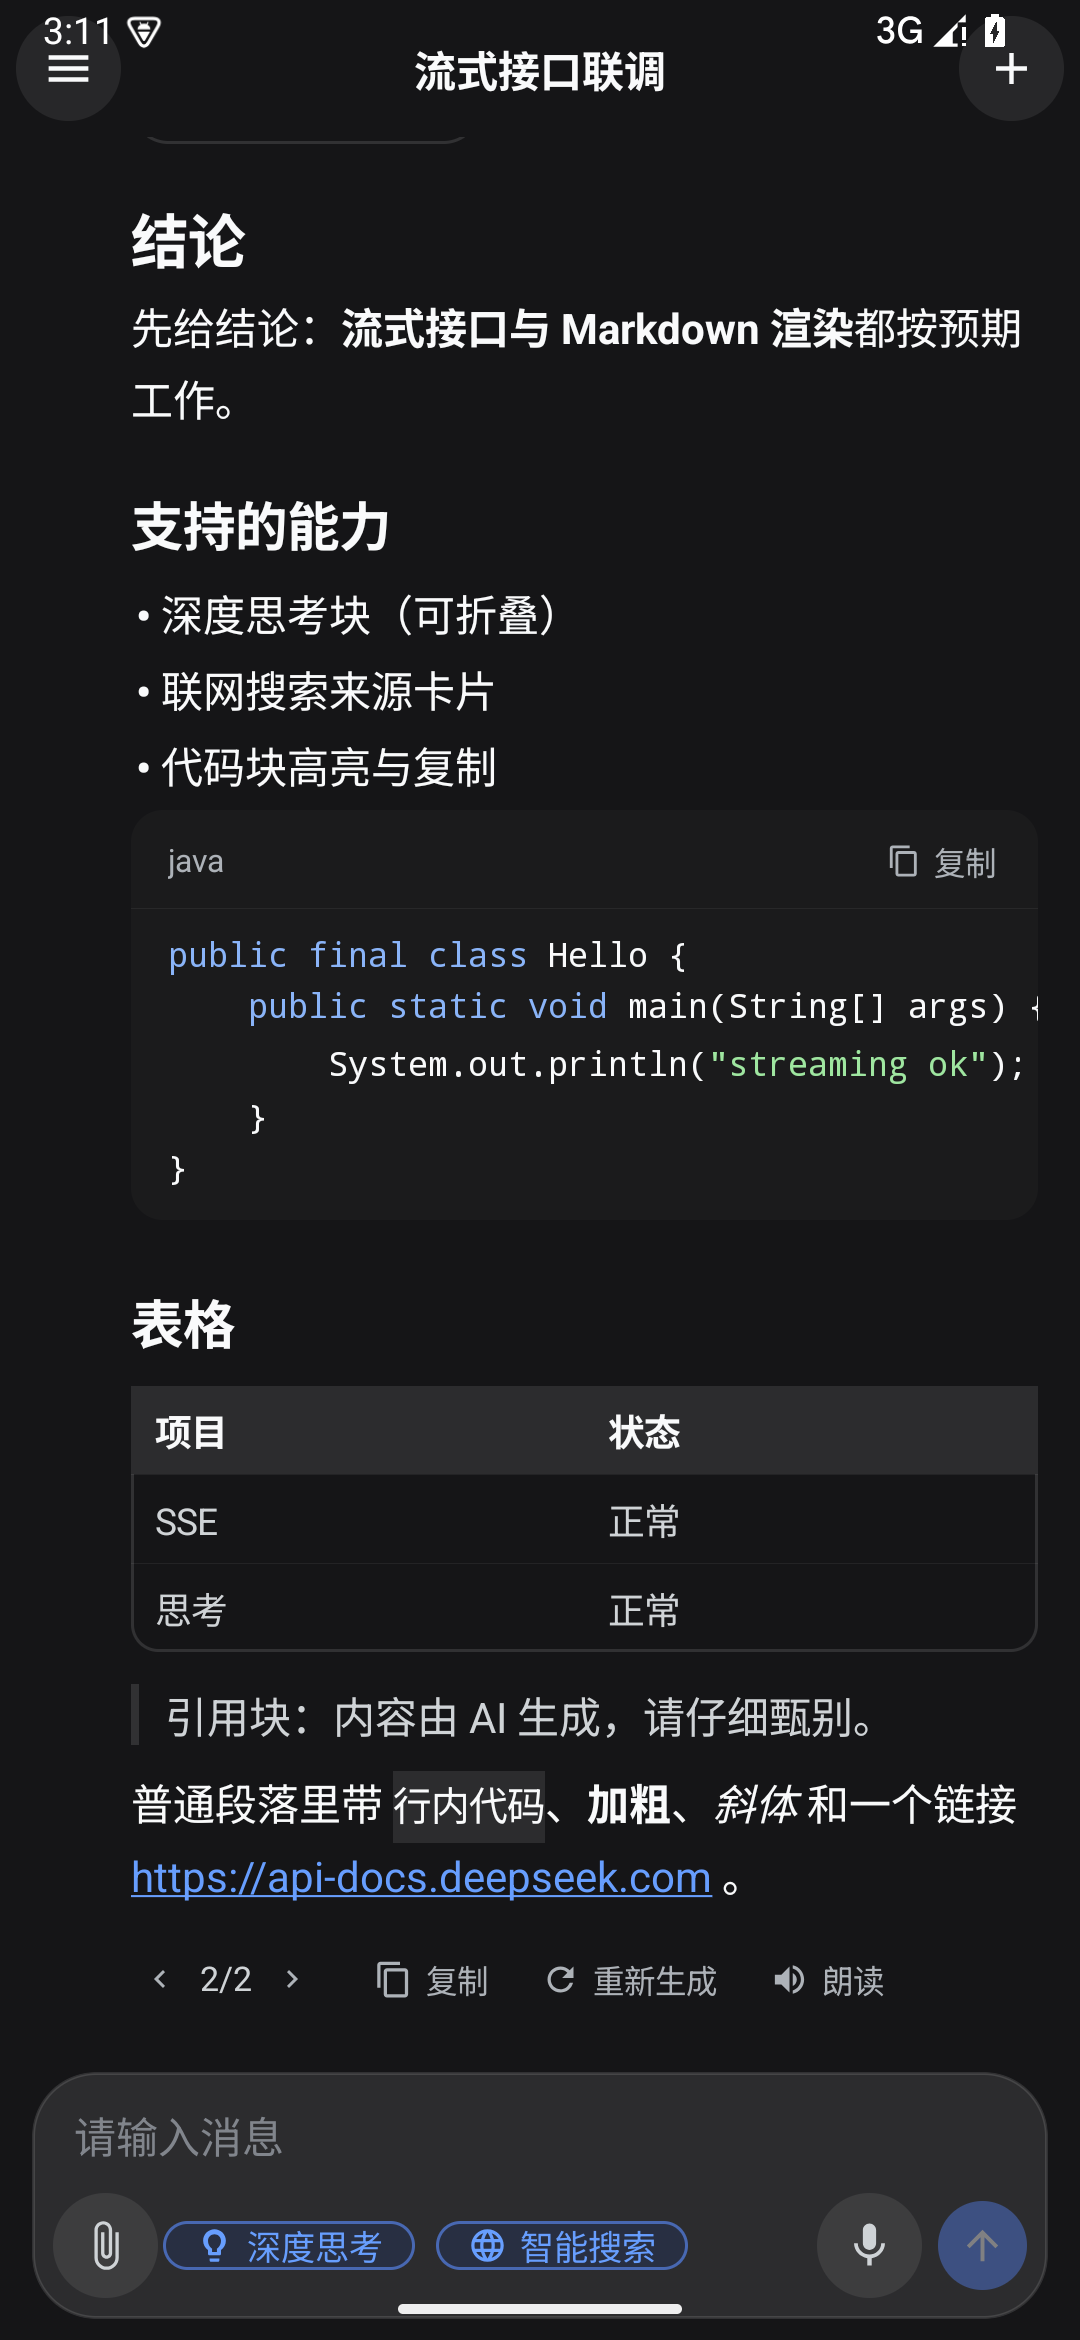 3:11
3G
流式接口联调
结论
先给结论：流式接口与 Markdown 渲染都按预期
工作。
支持的能力
• 深度思考块（可折叠）
• 联网搜索来源卡片
• 代码块高亮与复制
java
复制
public final class Hello {
    public static void main(String[] args) {
        System.out.println("streaming ok");
    }
}
表格
项目 状态
SSE 正常
思考 正常
引用块：内容由 AI 生成，请仔细甄别。
普通段落里带 行内代码、加粗、斜体 和一个链接
https://api-docs.deepseek.com 。
2/2 复制 重新生成 朗读
请输入消息
深度思考 智能搜索